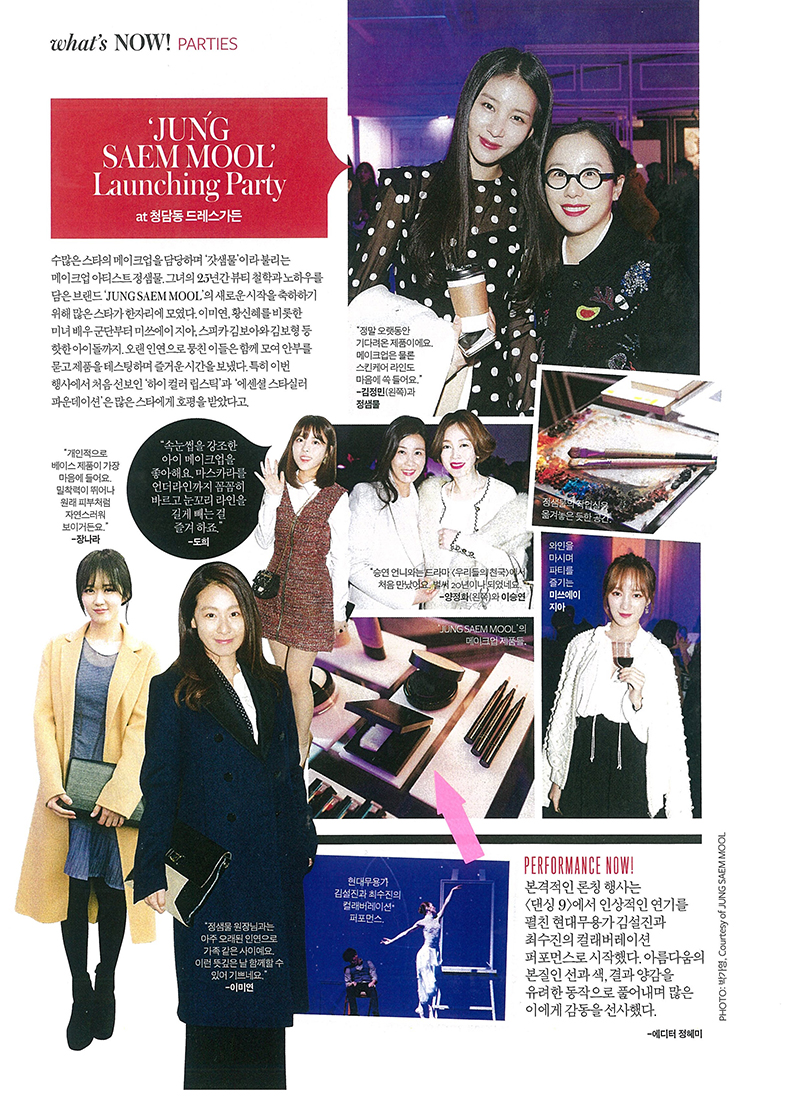 what's NOW! PARTIES
'JUNG
SAEM MOOL'
Launching Party
at 청담동 드레스가든
수많은 스타의 메이크업을 담당하며 '갓샘물'이라 불리는
메이크업 아티스트 정샘물. 그녀의 25년간 뷰티 철학과 노하우를
담은 브랜드 'JUNG SAEM MOOL'의 새로운 시작을 축하하기
위해 많은 스타가 한자리에 모였다. 이미연, 황신혜를 비롯한
미녀 배우 군단부터 미쓰에이 지아, 스피카 김보아와 김보형 등
핫한 아이돌까지. 오랜 인연으로 뭉친 이들은 함께 모여 안부를
묻고 제품을 테스팅하며 즐거운 시간을 보냈다. 특히 이번
행사에서 처음 선보인 '하이 컬러 립스틱'과 '에센셜 스타실러
파운데이션'은 많은 스타에게 호평을 받았다고.
"정말 오랫동안
기다려온 제품이에요.
메이크업은 물론
스킨케어 라인도
마음에 쏙 들어요."
-김정민(왼쪽)과
정샘물
"개인적으로
베이스 제품이 가장
마음에 들어요.
밀착력이 뛰어나
원래 피부처럼
자연스러워
보이거든요."
-장나라
"속눈썹을 강조한
아이 메이크업을
좋아해요. 마스카라를
언더라인까지 꼼꼼히
바르고 눈꼬리 라인을
길게 빼는 걸
즐겨 하죠."
-도희
"승연 언니와는 드라마 〈우리들의 천국〉에서
처음 만났어요. 벌써 20년이나 되었네요."
-양정화(왼쪽)와 이승연
정샘물의 작업실을
옮겨놓은 듯한 공간.
와인을
마시며
파티를
즐기는
미쓰에이
지아
'JUNG SAEM MOOL'의
메이크업 제품들.
"정샘물 원장님과는
아주 오래된 인연으로
가족 같은 사이예요.
이런 뜻깊은 날 함께할 수
있어 기쁘네요."
-이미연
현대무용가
김설진과 최수진의
컬래버레이션
퍼포먼스.
PERFORMANCE NOW!
본격적인 론칭 행사는
〈댄싱 9〉에서 인상적인 연기를
펼친 현대무용가 김설진과
최수진의 컬래버레이션
퍼포먼스로 시작했다. 아름다움의
본질인 선과 색, 결과 양감을
유려한 동작으로 풀어내며 많은
이에게 감동을 선사했다.
-에디터 정혜미
PHOTO: 박기영, Courtesy of JUNG SAEM MOOL